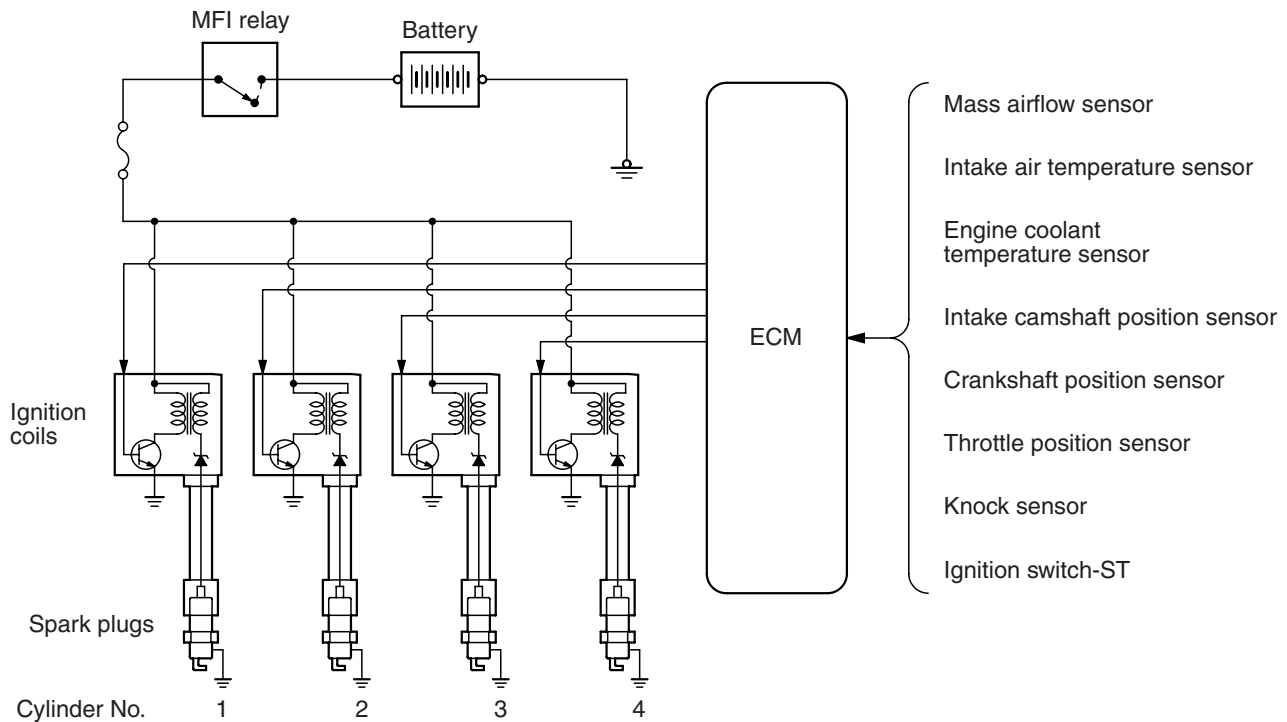 MFI relay
Battery
Mass airflow sensor
Intake air temperature sensor
Engine coolant
temperature sensor
Intake camshaft position sensor
ECM
Crankshaft position sensor
Ignition
coils
Throttle position sensor
Knock sensor
Ignition switch-ST
Spark plugs
Cylinder No. 1 2 3 4